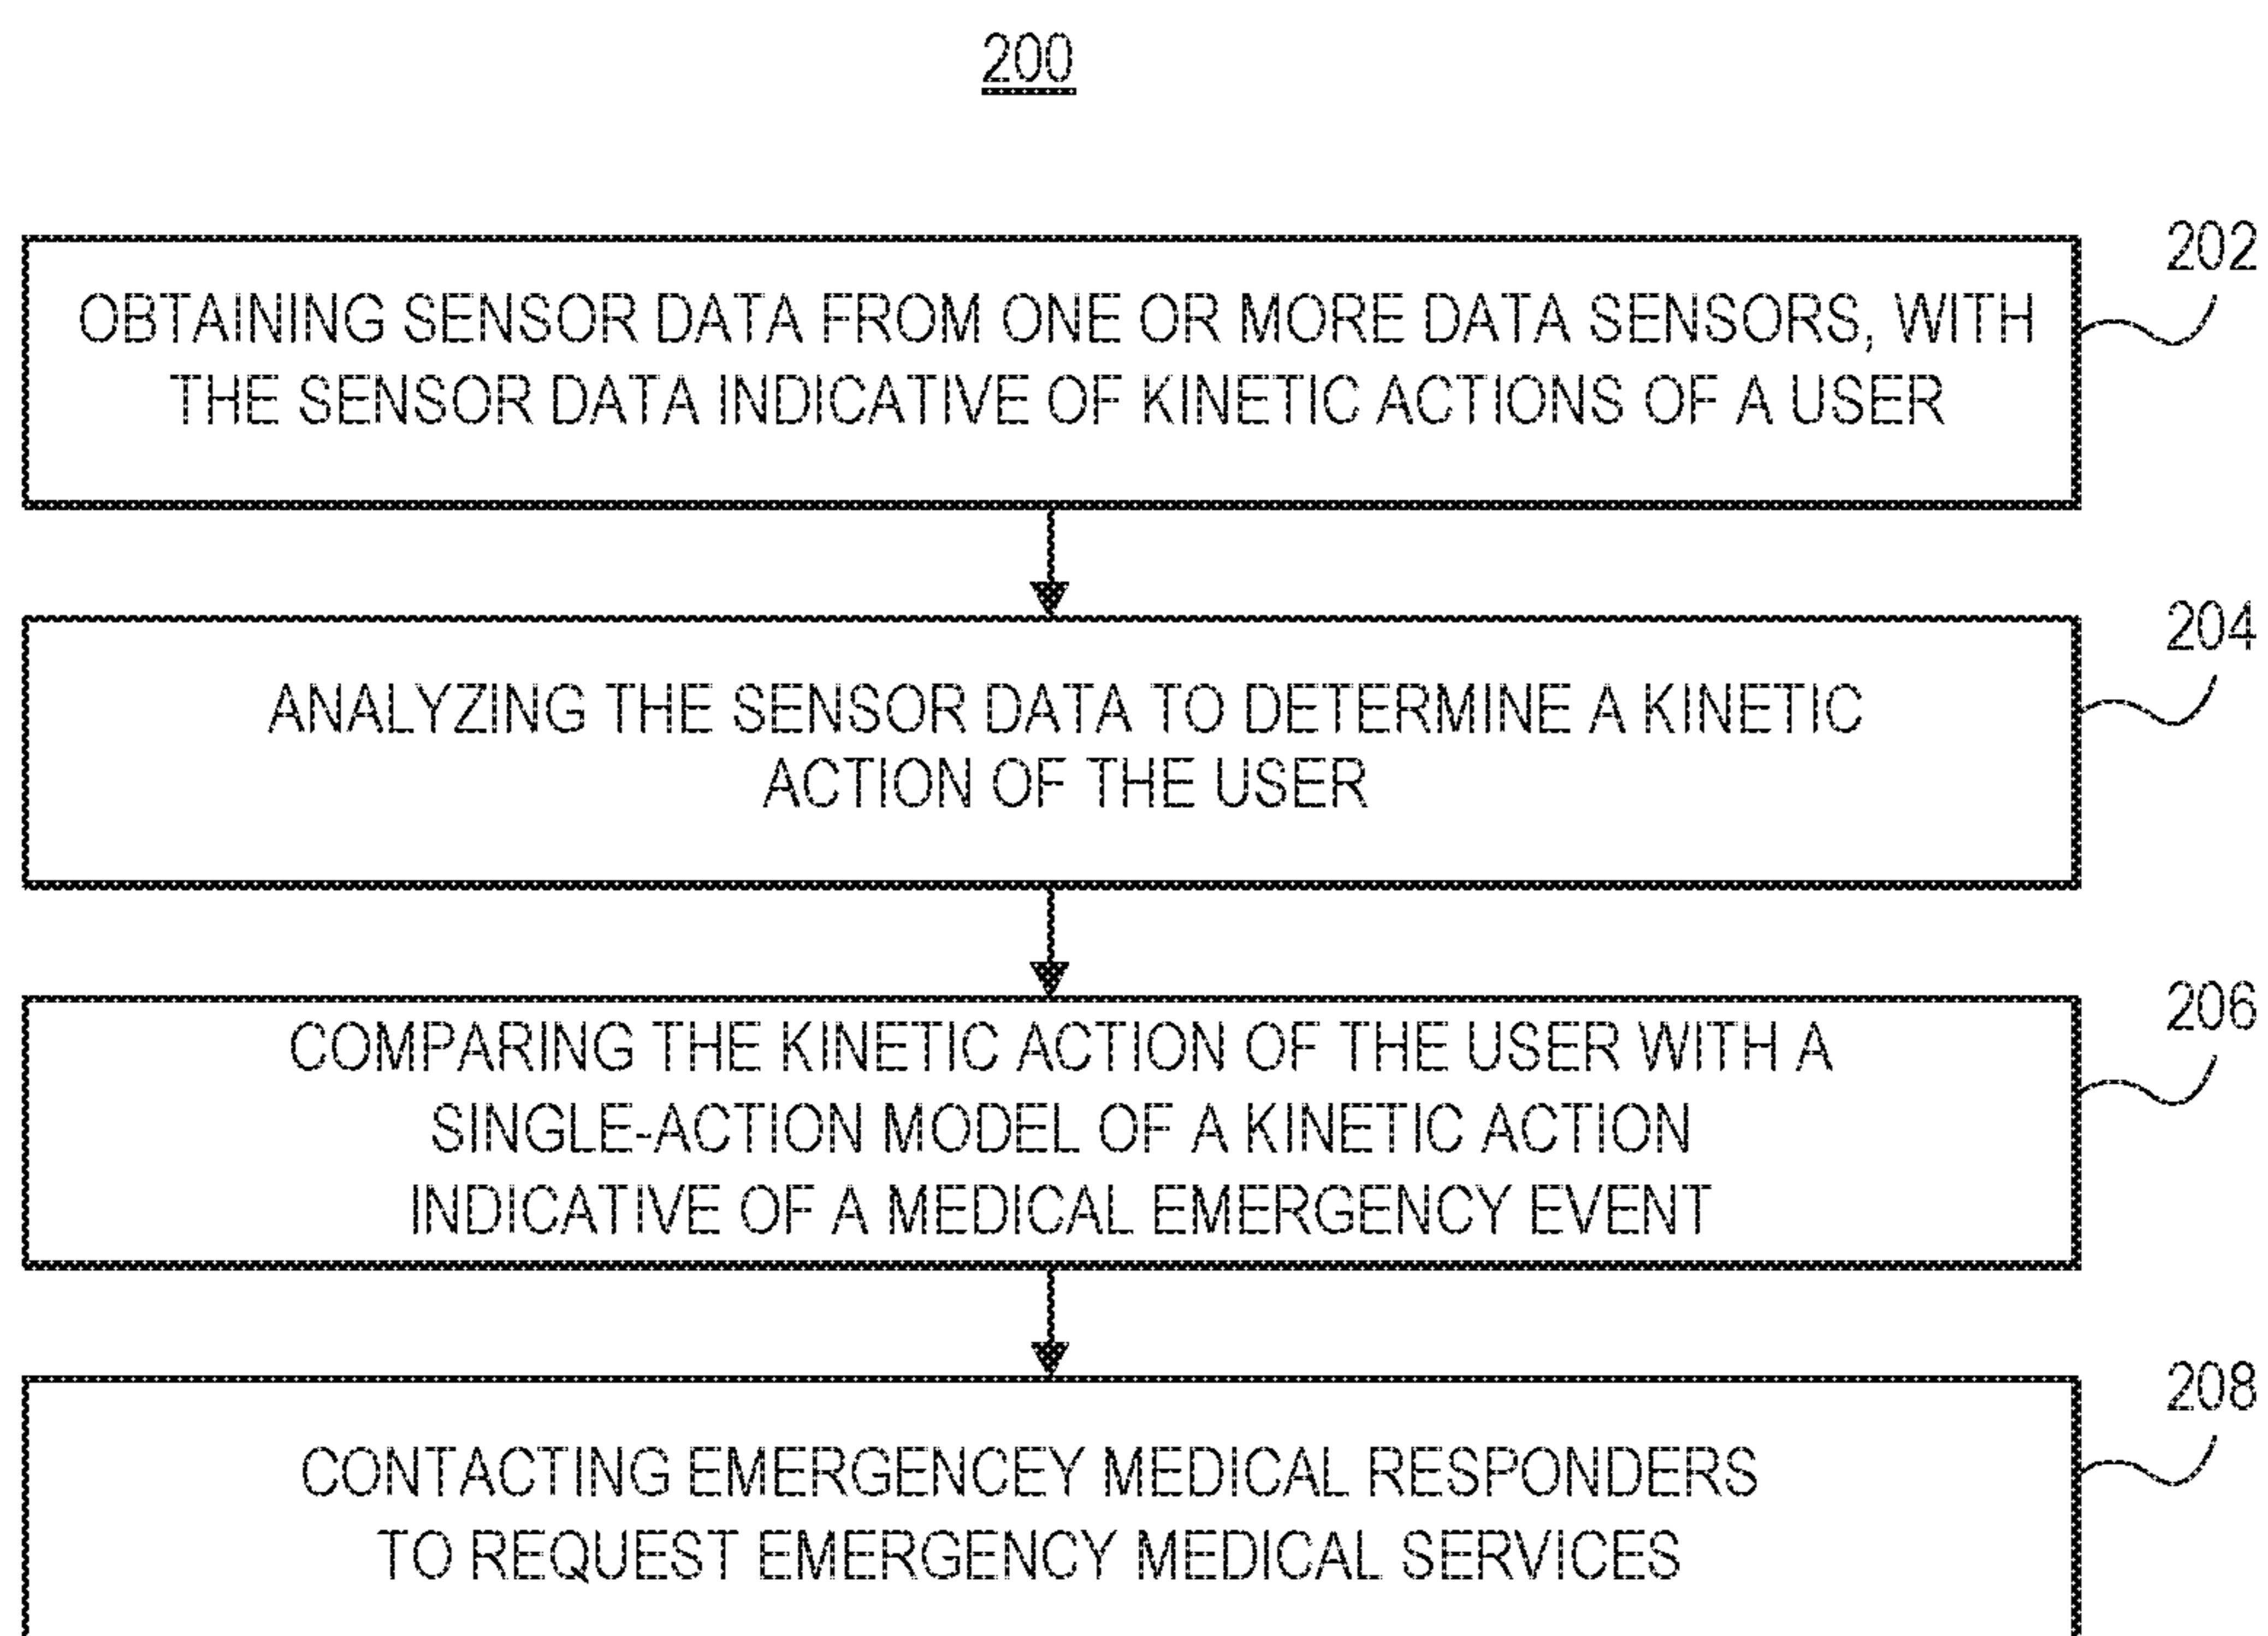 200
202
OBTAINING SENSOR DATA FROM ONE OR MORE DATA SENSORS, WITH
THE SENSOR DATA INDICATIVE OF KINETIC ACTIONS OF A USER
204
ANALYZING THE SENSOR DATA TO DETERMINE A KINETIC
ACTION OF THE USER
206
COMPARING THE KINETIC ACTION OF THE USER WITH A
SINGLE-ACTION MODEL OF A KINETIC ACTION
INDICATIVE OF A MEDICAL EMERGENCY EVENT
208
CONTACTING EMERGENCEY MEDICAL RESPONDERS
TO REQUEST EMERGENCY MEDICAL SERVICES